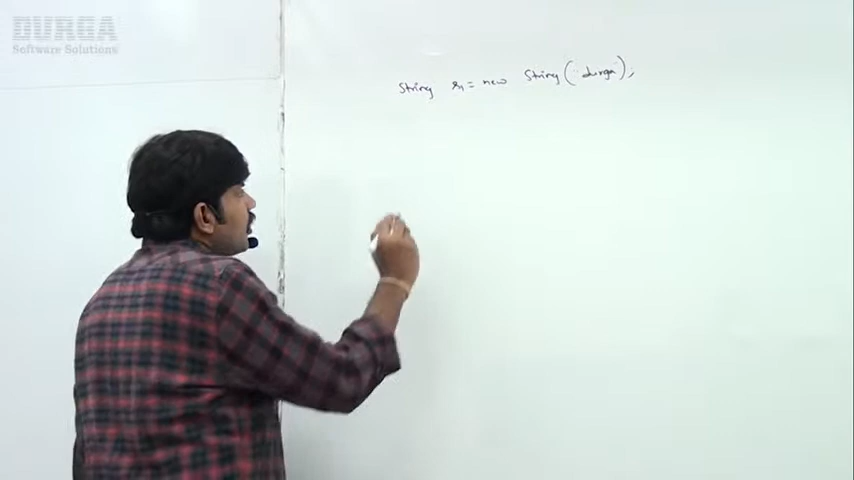 DURGA
Software Solutions
String s1 = new String("durga");